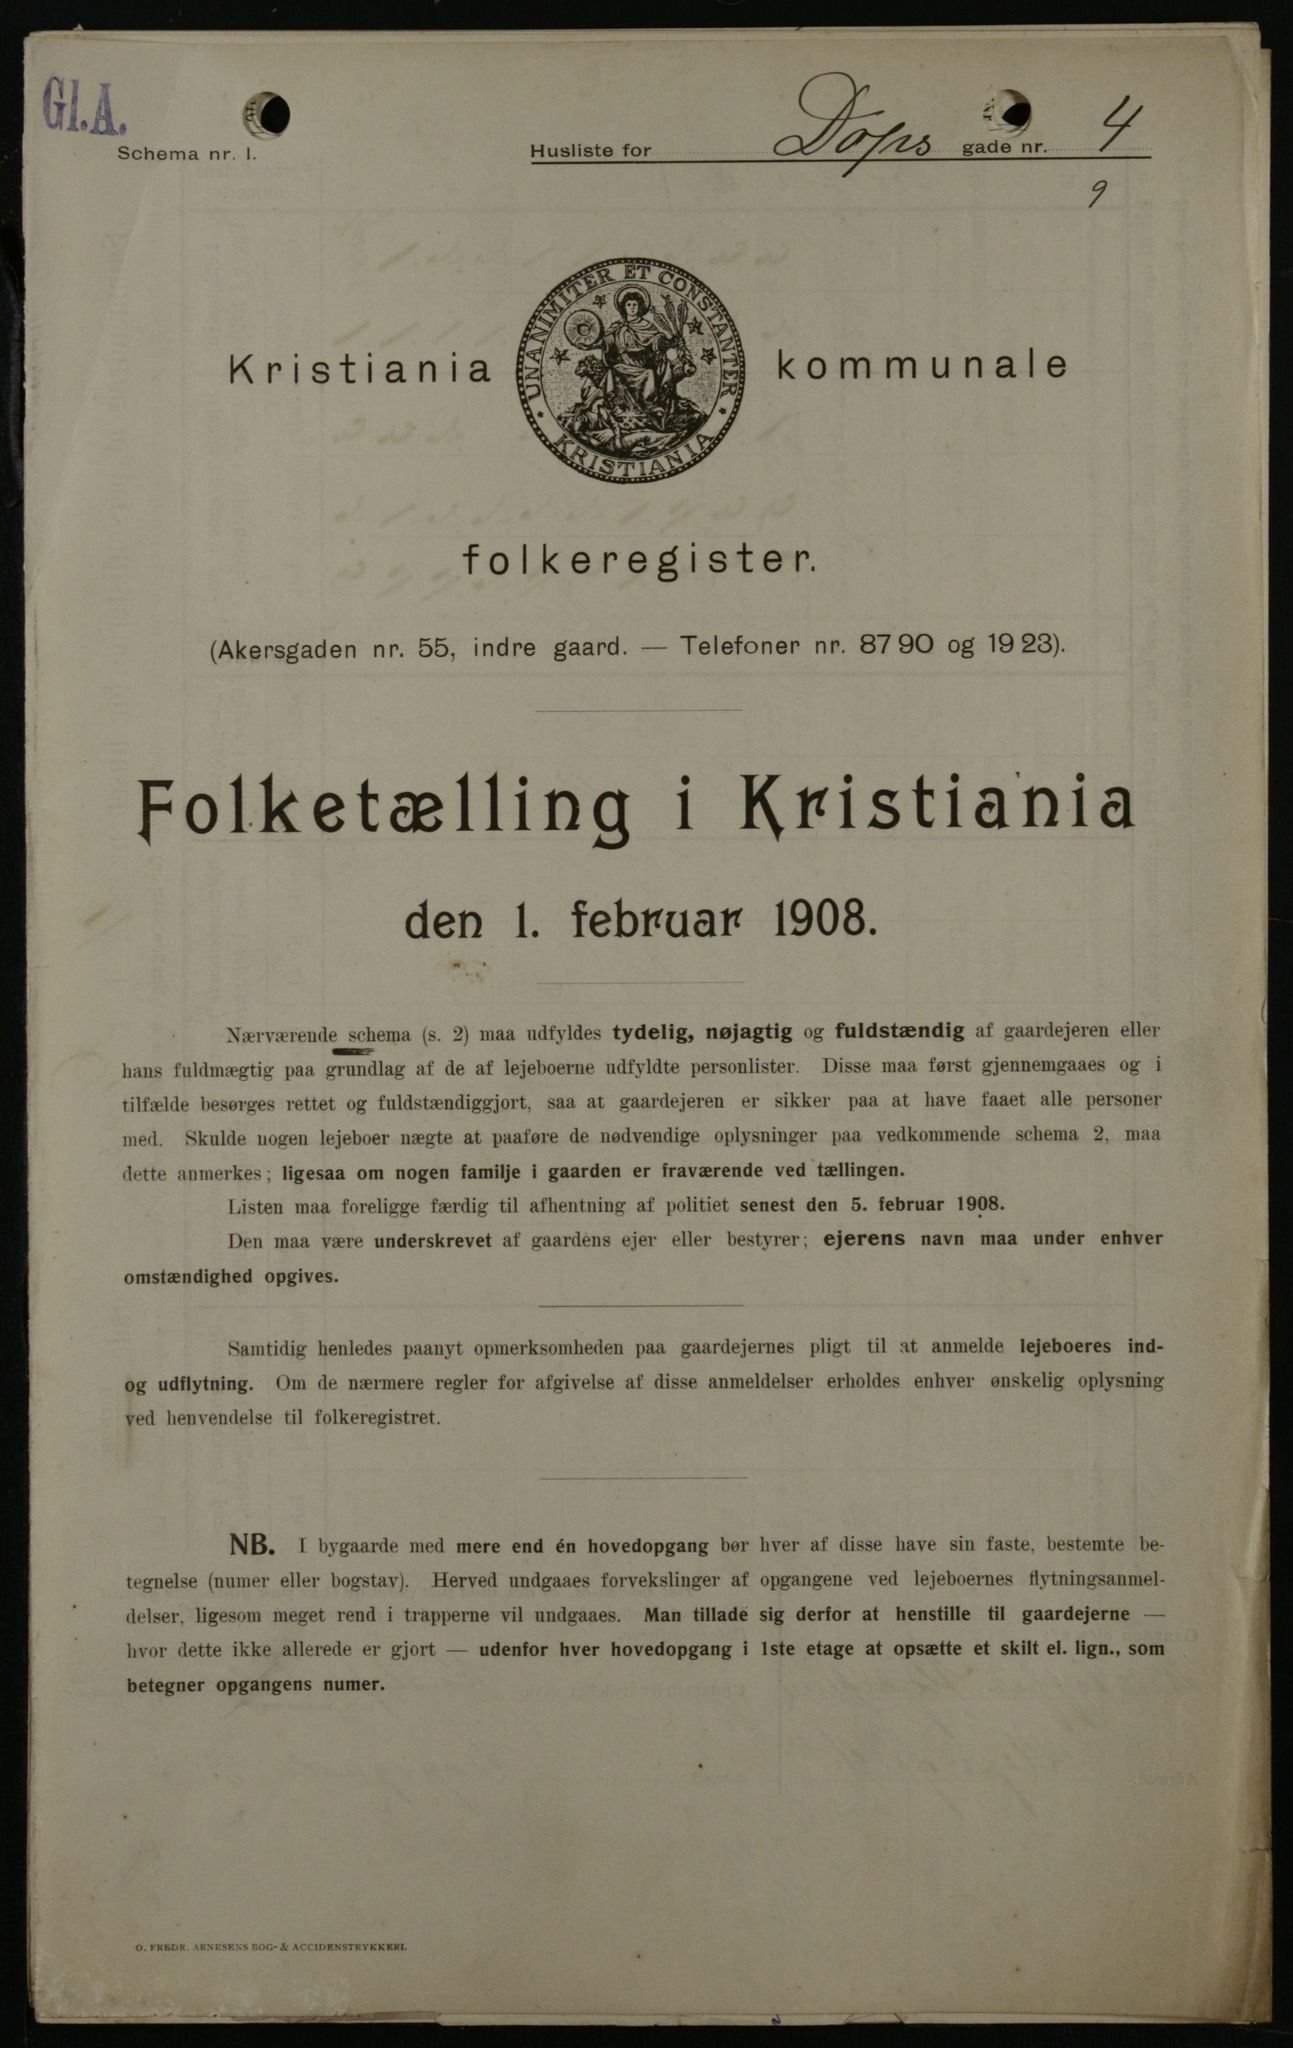 Gl.A.
Schema nr. 1.
Husliste for Dops gade nr. 4
9
UNANIMITER ET CONSTANTER
KRISTIANIA
Kristiania kommunale
folkeregister.
(Akersgaden nr. 55, indre gaard. — Telefoner nr. 87 90 og 19 23).
Folketælling i Kristiania
den 1. februar 1908.
Nærværende schema (s. 2) maa udfyldes tydelig, nøjagtig og fuldstændig af gaardejeren eller
hans fuldmægtig paa grundlag af de af lejeboerne udfyldte personlister. Disse maa først gjennemgaaes og i
tilfælde besørges rettet og fuldstændiggjort, saa at gaardejeren er sikker paa at have faaet alle personer
med. Skulde nogen lejeboer nægte at paaføre de nødvendige oplysninger paa vedkommende schema 2, maa
dette anmerkes; ligesaa om nogen familje i gaarden er fraværende ved tællingen.
Listen maa foreligge færdig til afhentning af politiet senest den 5. februar 1908.
Den maa være underskrevet af gaardens ejer eller bestyrer; ejerens navn maa under enhver
omstændighed opgives.
Samtidig henledes paanyt opmerksomheden paa gaardejernes pligt til at anmelde lejeboeres ind-
og udflytning. Om de nærmere regler for afgivelse af disse anmeldelser erholdes enhver ønskelig oplysning
ved henvendelse til folkeregistret.
NB. I bygaarde med mere end én hovedopgang bør hver af disse have sin faste, bestemte be-
tegnelse (numer eller bogstav). Herved undgaaes forvekslinger af opgangene ved lejeboernes flytningsanmel-
delser, ligesom meget rend i trapperne vil undgaaes. Man tillade sig derfor at henstille til gaardejerne —
hvor dette ikke allerede er gjort — udenfor hver hovedopgang i 1ste etage at opsætte et skilt el. lign., som
betegner opgangens numer.
O. FREDR. ARNESENS BOG- & ACCIDENSTRYKKERI.